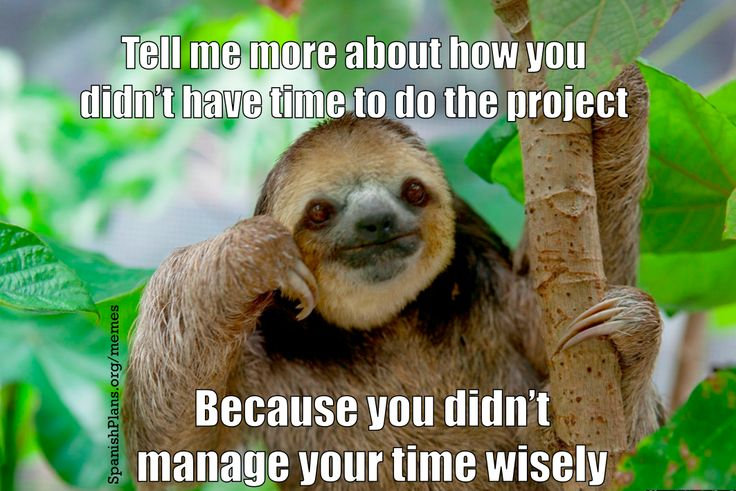 Tell me more about how you
didn't have time to do the project
SpanishPlans.org/memes
Because you didn't
manage your time wisely